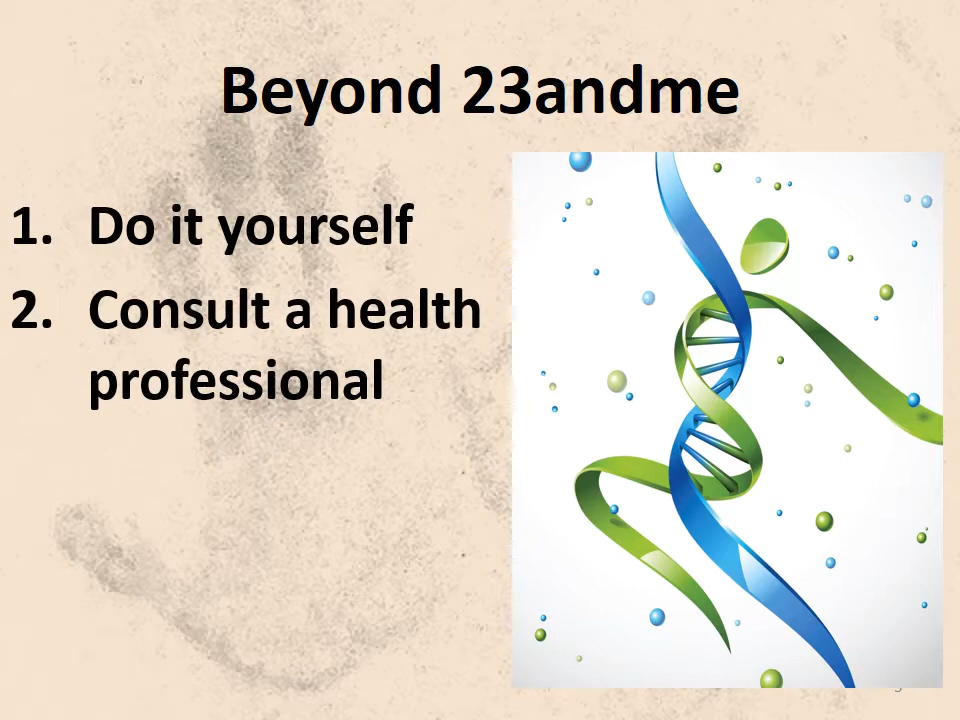 Beyond 23andme
1. Do it yourself
2. Consult a health
professional